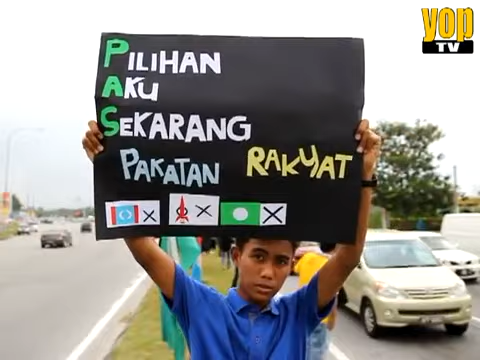 yop
TV
PILIHAN
AKU
SEKARANG
PAKATAN RAKYAT
X X X